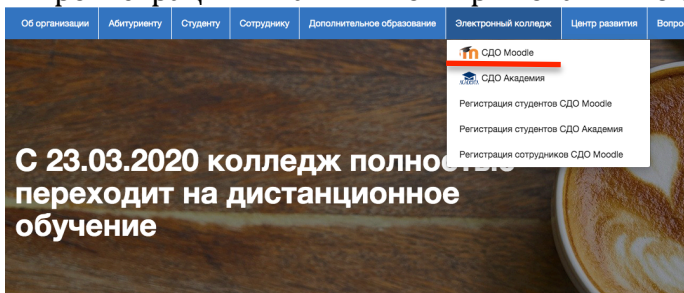 Об организации Абитуриенту Студенту Сотруднику Дополнительное образование Электронный колледж Центр развития
СДО Moodle
СДО Академия
Регистрация студентов СДО Moodle
Регистрация студентов СДО Академия
Регистрация сотрудников СДО Moodle
С 23.03.2020 колледж полностью
переходит на дистанционное
обучение